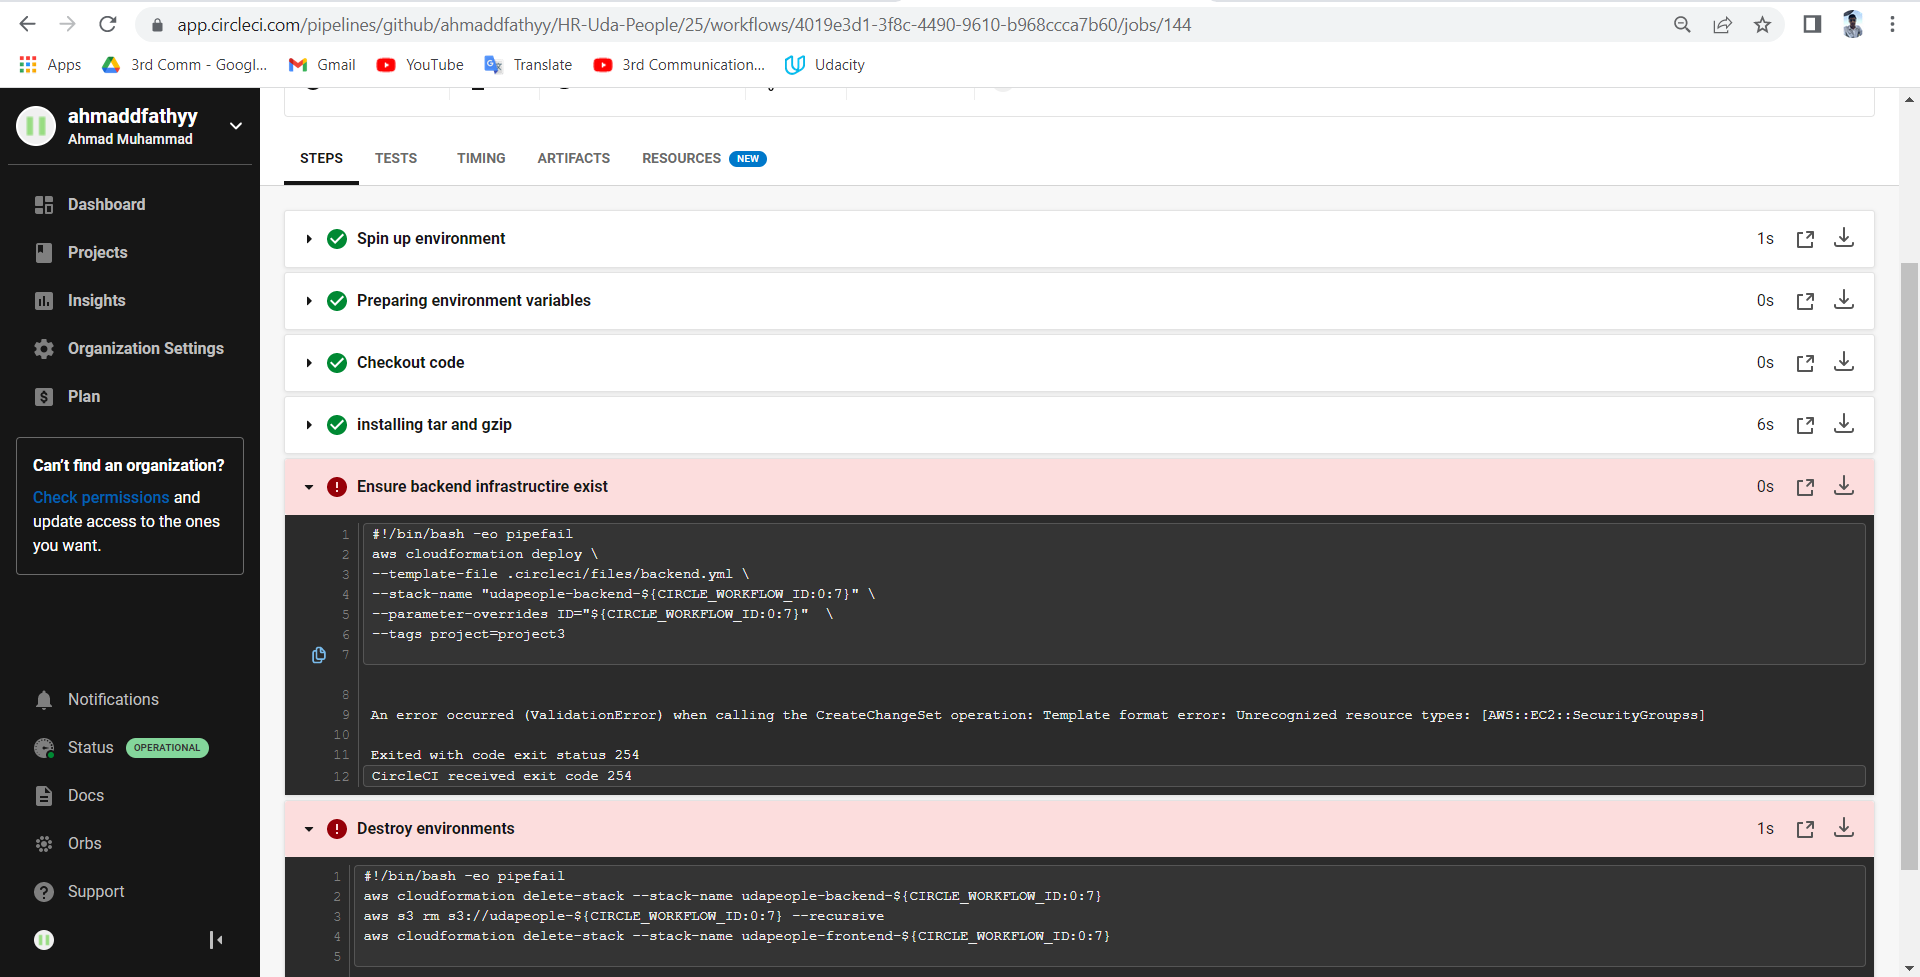 app.circleci.com/pipelines/github/ahmaddfathyy/HR-Uda-People/25/workflows/4019e3d1-3f8c-4490-9610-b968ccca7b60/jobs/144
Apps
3rd Comm - Googl...
Gmail
YouTube
Translate
3rd Communication...
Udacity
ahmaddfathyy
Ahmad Muhammad
Dashboard
Projects
Insights
Organization Settings
Plan
Can't find an organization?
Check permissions and
update access to the ones
you want.
Notifications
Status OPERATIONAL
Docs
Orbs
Support
STEPS TESTS TIMING ARTIFACTS RESOURCES NEW
Spin up environment 1s
Preparing environment variables 0s
Checkout code 0s
installing tar and gzip 6s
Ensure backend infrastructire exist 0s
1 #!/bin/bash -eo pipefail
2 aws cloudformation deploy \
3 --template-file .circleci/files/backend.yml \
4 --stack-name "udapeople-backend-${CIRCLE_WORKFLOW_ID:0:7}" \
5 --parameter-overrides ID="${CIRCLE_WORKFLOW_ID:0:7}"  \
6 --tags project=project3
7
8
9 An error occurred (ValidationError) when calling the CreateChangeSet operation: Template format error: Unrecognized resource types: [AWS::EC2::SecurityGroupss]
10
11 Exited with code exit status 254
12 CircleCI received exit code 254
Destroy environments 1s
1 #!/bin/bash -eo pipefail
2 aws cloudformation delete-stack --stack-name udapeople-backend-${CIRCLE_WORKFLOW_ID:0:7}
3 aws s3 rm s3://udapeople-${CIRCLE_WORKFLOW_ID:0:7} --recursive
4 aws cloudformation delete-stack --stack-name udapeople-frontend-${CIRCLE_WORKFLOW_ID:0:7}
5